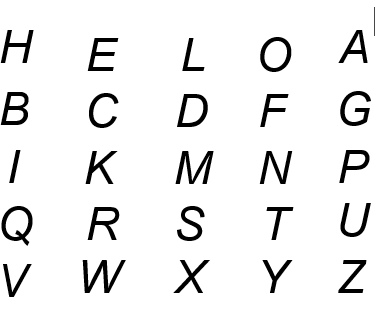 H E L O A
B C D F G
I K M N P
Q R S T U
V W X Y Z